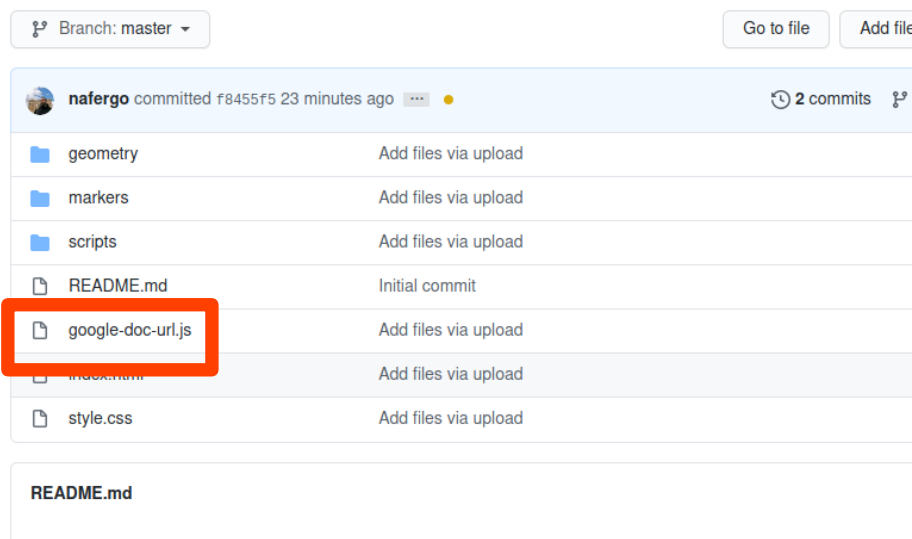 Branch: master
Go to file
Add file
nafergo committed f8455f5 23 minutes ago ... 2 commits
geometry Add files via upload
markers Add files via upload
scripts Add files via upload
README.md Initial commit
google-doc-url.js Add files via upload
index.html Add files via upload
style.css Add files via upload
README.md